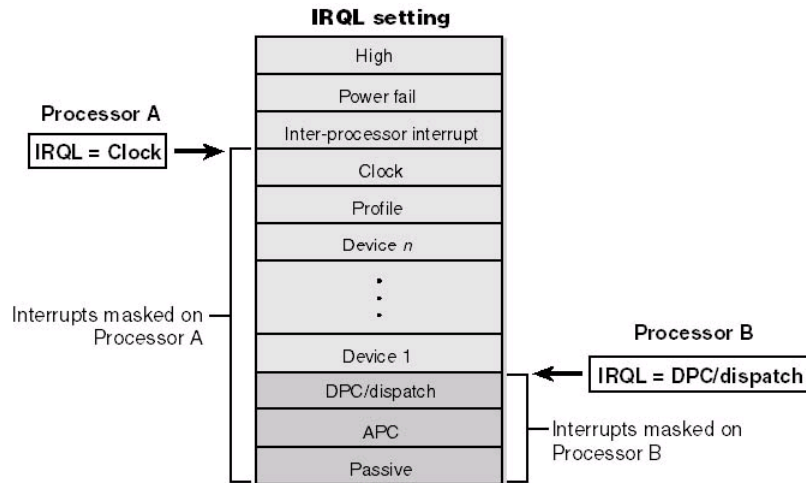 IRQL setting
High
Power fail
Inter-processor interrupt
Clock
Profile
Device n
Device 1
DPC/dispatch
APC
Passive
Processor A
IRQL = Clock
Interrupts masked on
Processor A
Processor B
IRQL = DPC/dispatch
Interrupts masked on
Processor B